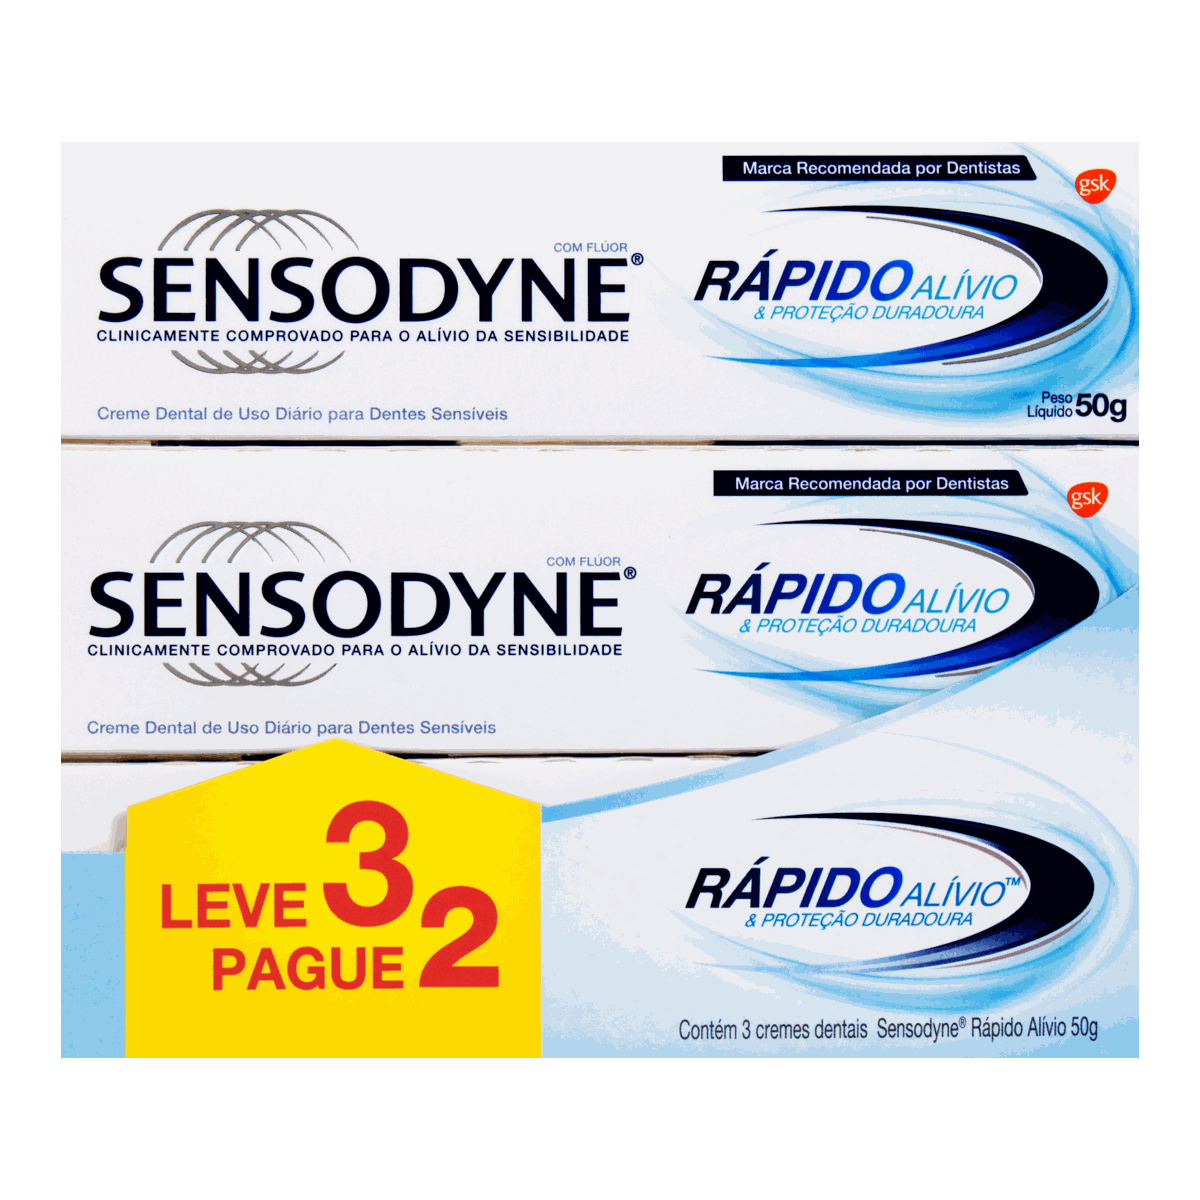 Marca Recomendada por Dentistas
gsk
COM FLÚOR
SENSODYNE®
CLINICAMENTE COMPROVADO PARA O ALÍVIO DA SENSIBILIDADE
RÁPIDO ALÍVIO
& PROTEÇÃO DURADOURA
Creme Dental de Uso Diário para Dentes Sensíveis
Peso
Líquido 50g
Marca Recomendada por Dentistas
gsk
COM FLÚOR
SENSODYNE®
CLINICAMENTE COMPROVADO PARA O ALÍVIO DA SENSIBILIDADE
RÁPIDO ALÍVIO
& PROTEÇÃO DURADOURA
Creme Dental de Uso Diário para Dentes Sensíveis
LEVE 3
PAGUE 2
RÁPIDO ALÍVIO™
& PROTEÇÃO DURADOURA
Contém 3 cremes dentais Sensodyne® Rápido Alívio 50g